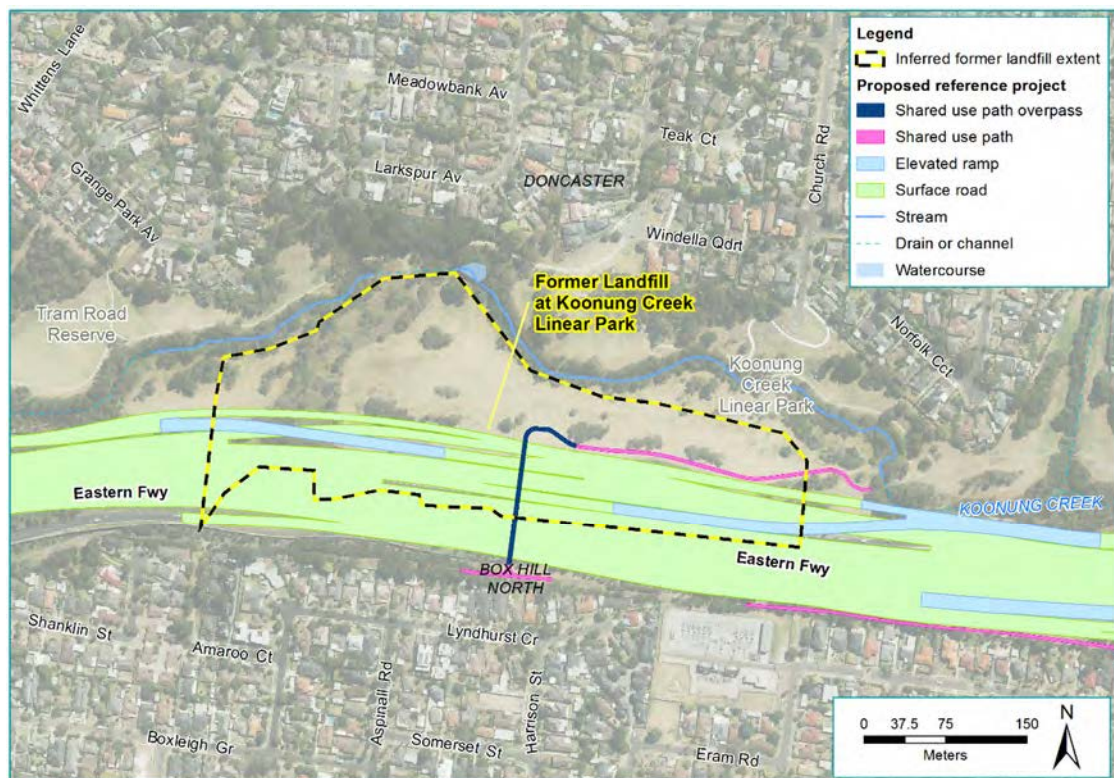 Legend
Inferred former landfill extent
Proposed reference project
Shared use path overpass
Shared use path
Elevated ramp
Surface road
Stream
Drain or channel
Watercourse
Whittens Lane
Meadowbank Av
Teak Ct
Church Rd
Larkspur Av
DONCASTER
Grange Park Av
Windella Qdrt
Former Landfill
at Koonung Creek
Linear Park
Tram Road
Reserve
Norfolk Cct
Koonung
Creek
Linear Park
Eastern Fwy
KOONUNG CREEK
Eastern Fwy
BOX HILL
NORTH
Shanklin St
Lyndhurst Cr
Amaroo Ct
Aspinall Rd
Harrison St
Boxleigh Gr
Somerset St
Eram Rd
0 37.5 75 150
Meters
N